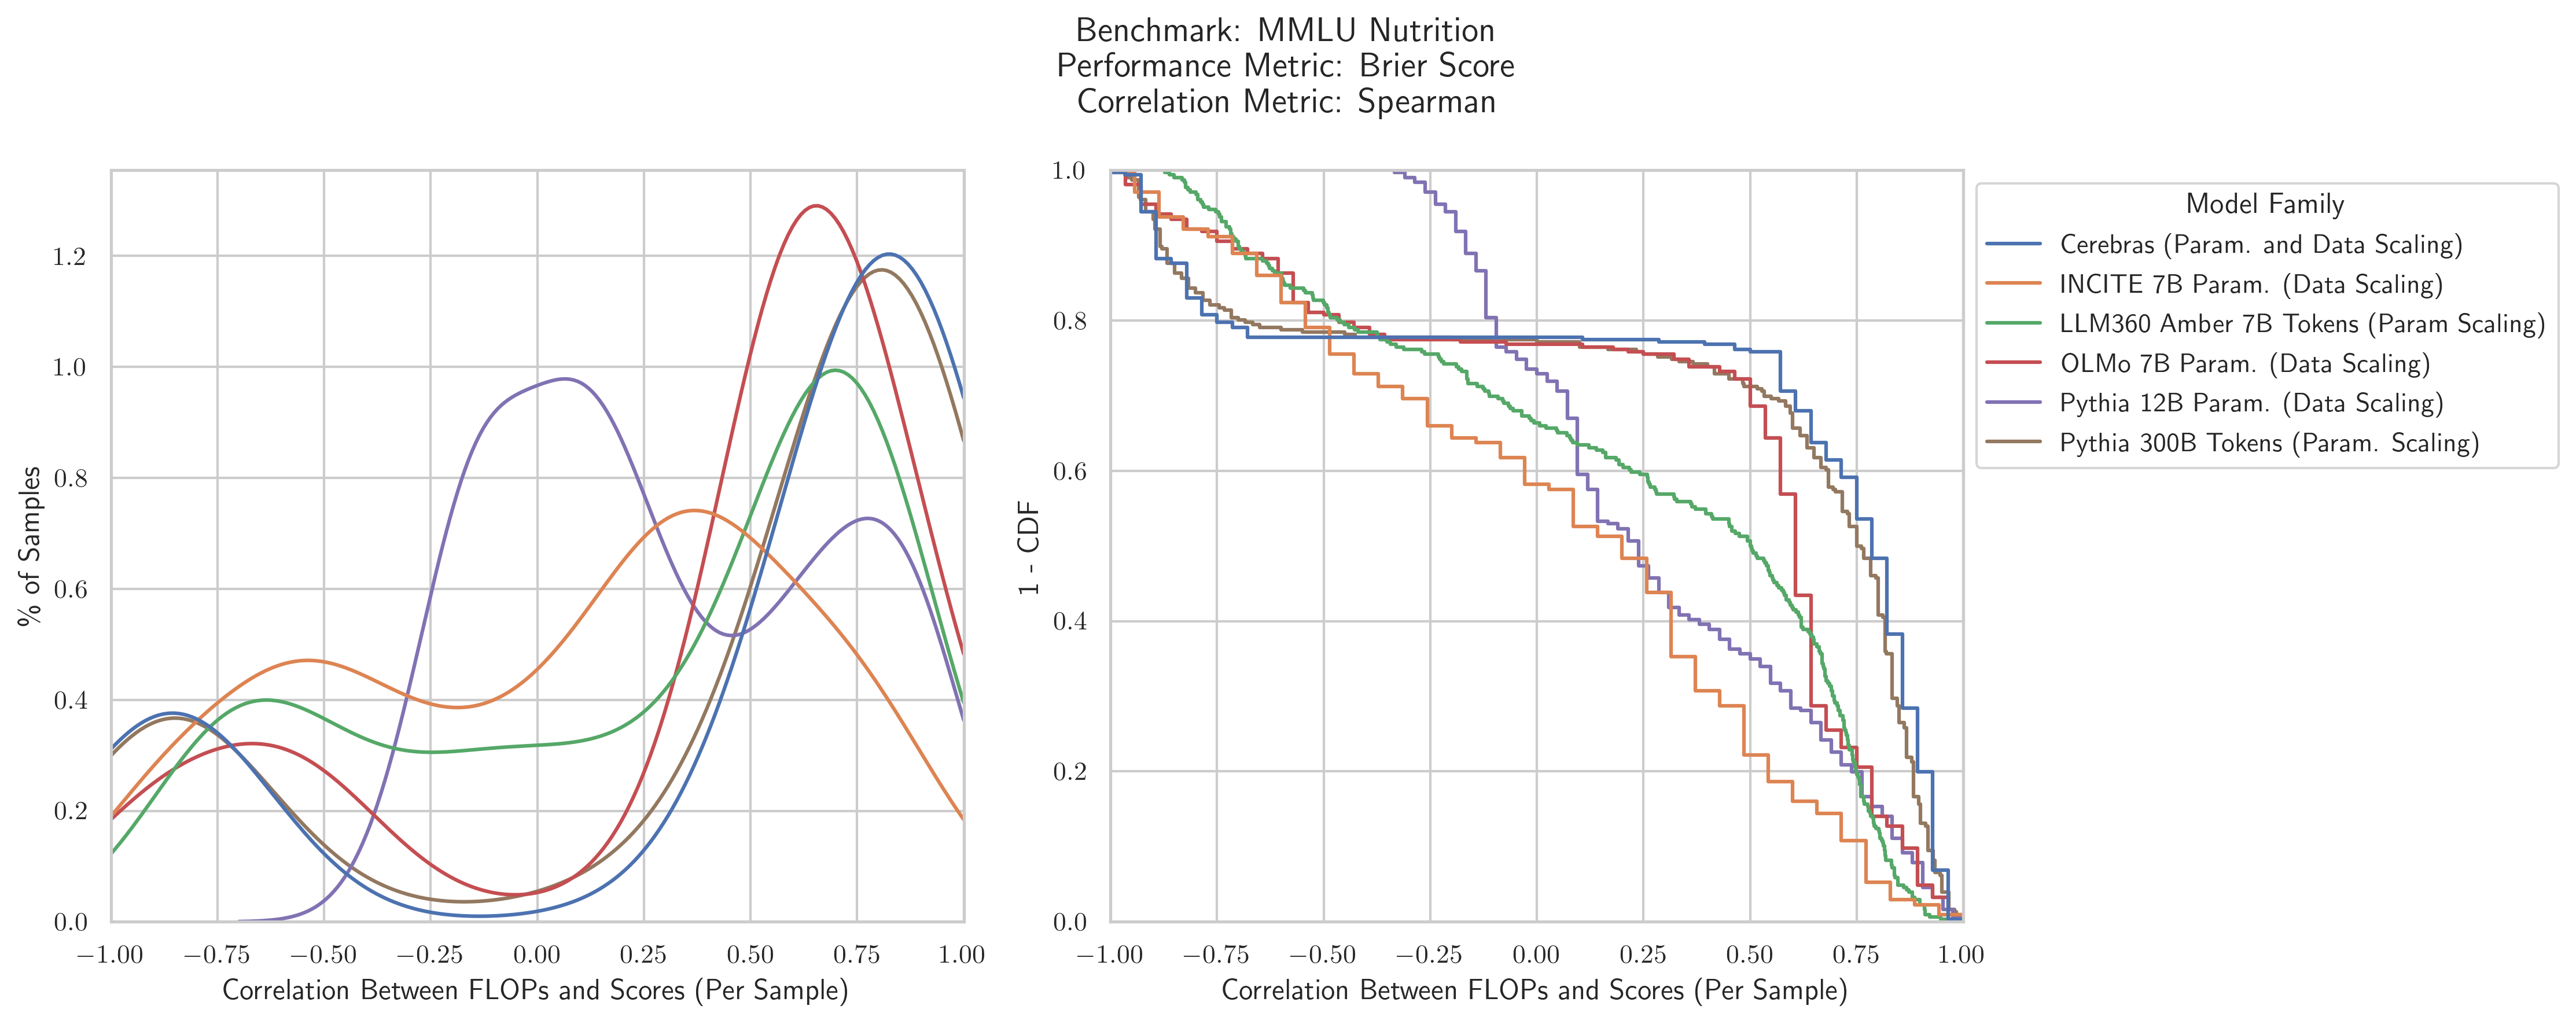 Benchmark: MMLU Nutrition
Performance Metric: Brier Score
Correlation Metric: Spearman
% of Samples
1.2
1.0
0.8
0.6
0.4
0.2
0.0
−1.00 −0.75 −0.50 −0.25 0.00 0.25 0.50 0.75 1.00
Correlation Between FLOPs and Scores (Per Sample)
1 - CDF
1.0
0.8
0.6
0.4
0.2
0.0
−1.00 −0.75 −0.50 −0.25 0.00 0.25 0.50 0.75 1.00
Correlation Between FLOPs and Scores (Per Sample)
Model Family
Cerebras (Param. and Data Scaling)
INCITE 7B Param. (Data Scaling)
LLM360 Amber 7B Tokens (Param Scaling)
OLMo 7B Param. (Data Scaling)
Pythia 12B Param. (Data Scaling)
Pythia 300B Tokens (Param. Scaling)